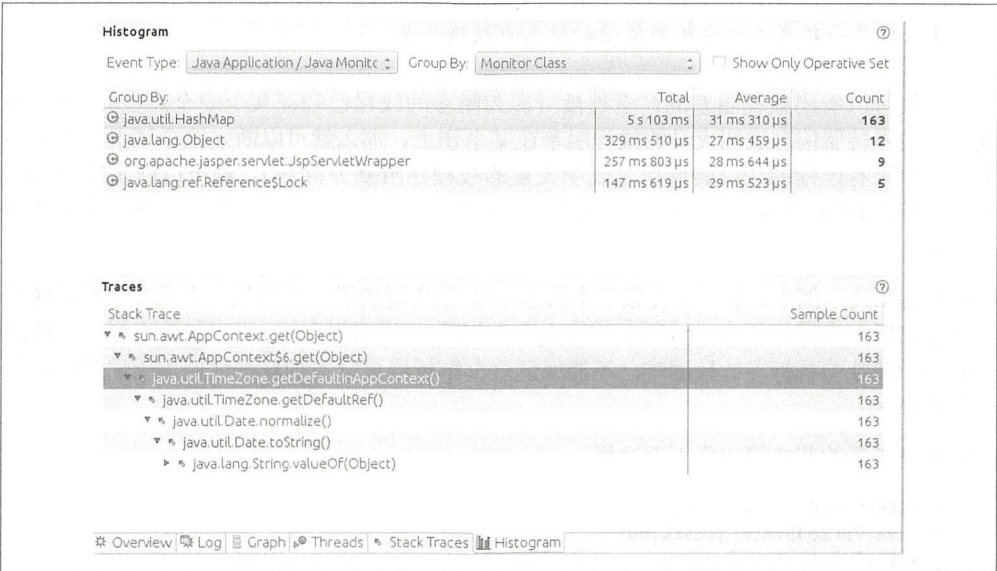 Histogram
Event Type: Java Application / Java Monitc Group By: Monitor Class Show Only Operative Set
Group By: Total Average Count
java.util.HashMap 5 s 103 ms 31 ms 310 µs 163
java.lang.Object 329 ms 510 µs 27 ms 459 µs 12
org.apache.jasper.servlet.JspServletWrapper 257 ms 803 µs 28 ms 644 µs 9
java.lang.ref.Reference$Lock 147 ms 619 µs 29 ms 523 µs 5
Traces
Stack Trace Sample Count
sun.awt.AppContext.get(Object) 163
sun.awt.AppContext$6.get(Object) 163
java.util.TimeZone.getDefaultInAppContext() 163
java.util.TimeZone.getDefaultRef() 163
java.util.Date.normalize() 163
java.util.Date.toString() 163
java.lang.String.valueOf(Object) 163
Overview Log Graph Threads Stack Traces Histogram